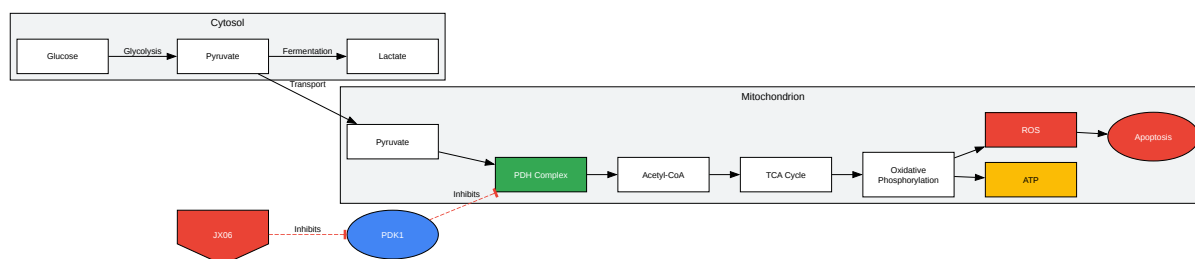 Cytosol
Glucose
Glycolysis
Pyruvate
Fermentation
Lactate
Transport
Mitochondrion
Pyruvate
PDH Complex
Acetyl-CoA
TCA Cycle
Oxidative
Phosphorylation
ROS
Apoptosis
ATP
Inhibits
JX06
Inhibits
PDK1